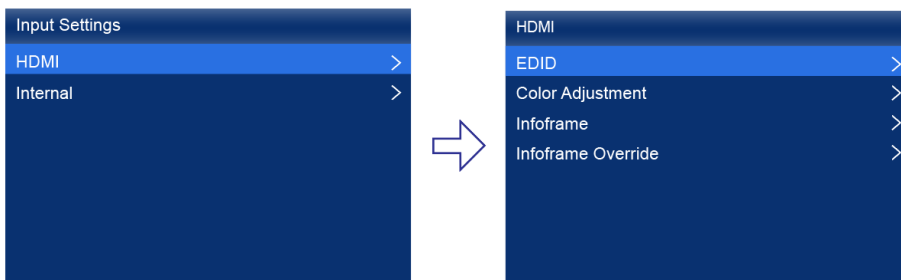 Input Settings
HDMI
Internal
HDMI
EDID
Color Adjustment
Infoframe
Infoframe Override